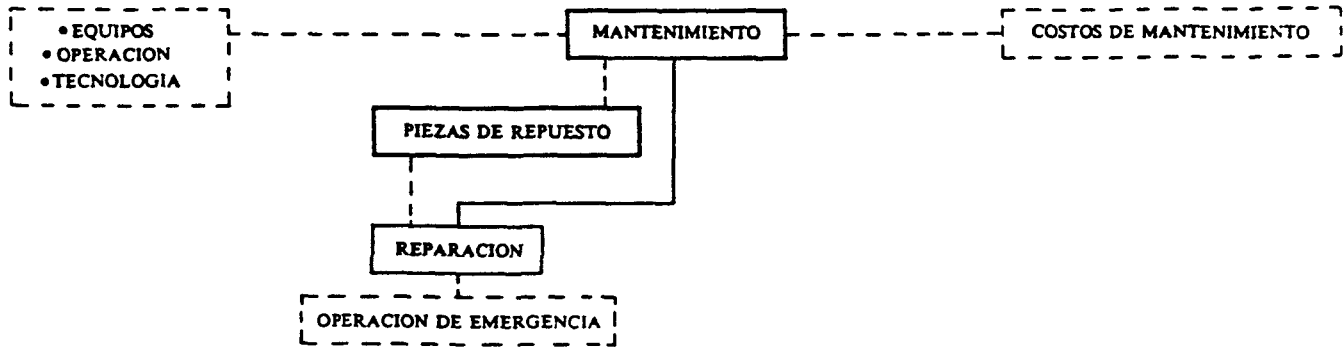 • EQUIPOS
• OPERACION
• TECNOLOGIA
MANTENIMIENTO
COSTOS DE MANTENIMIENTO
PIEZAS DE REPUESTO
REPARACION
OPERACION DE EMERGENCIA